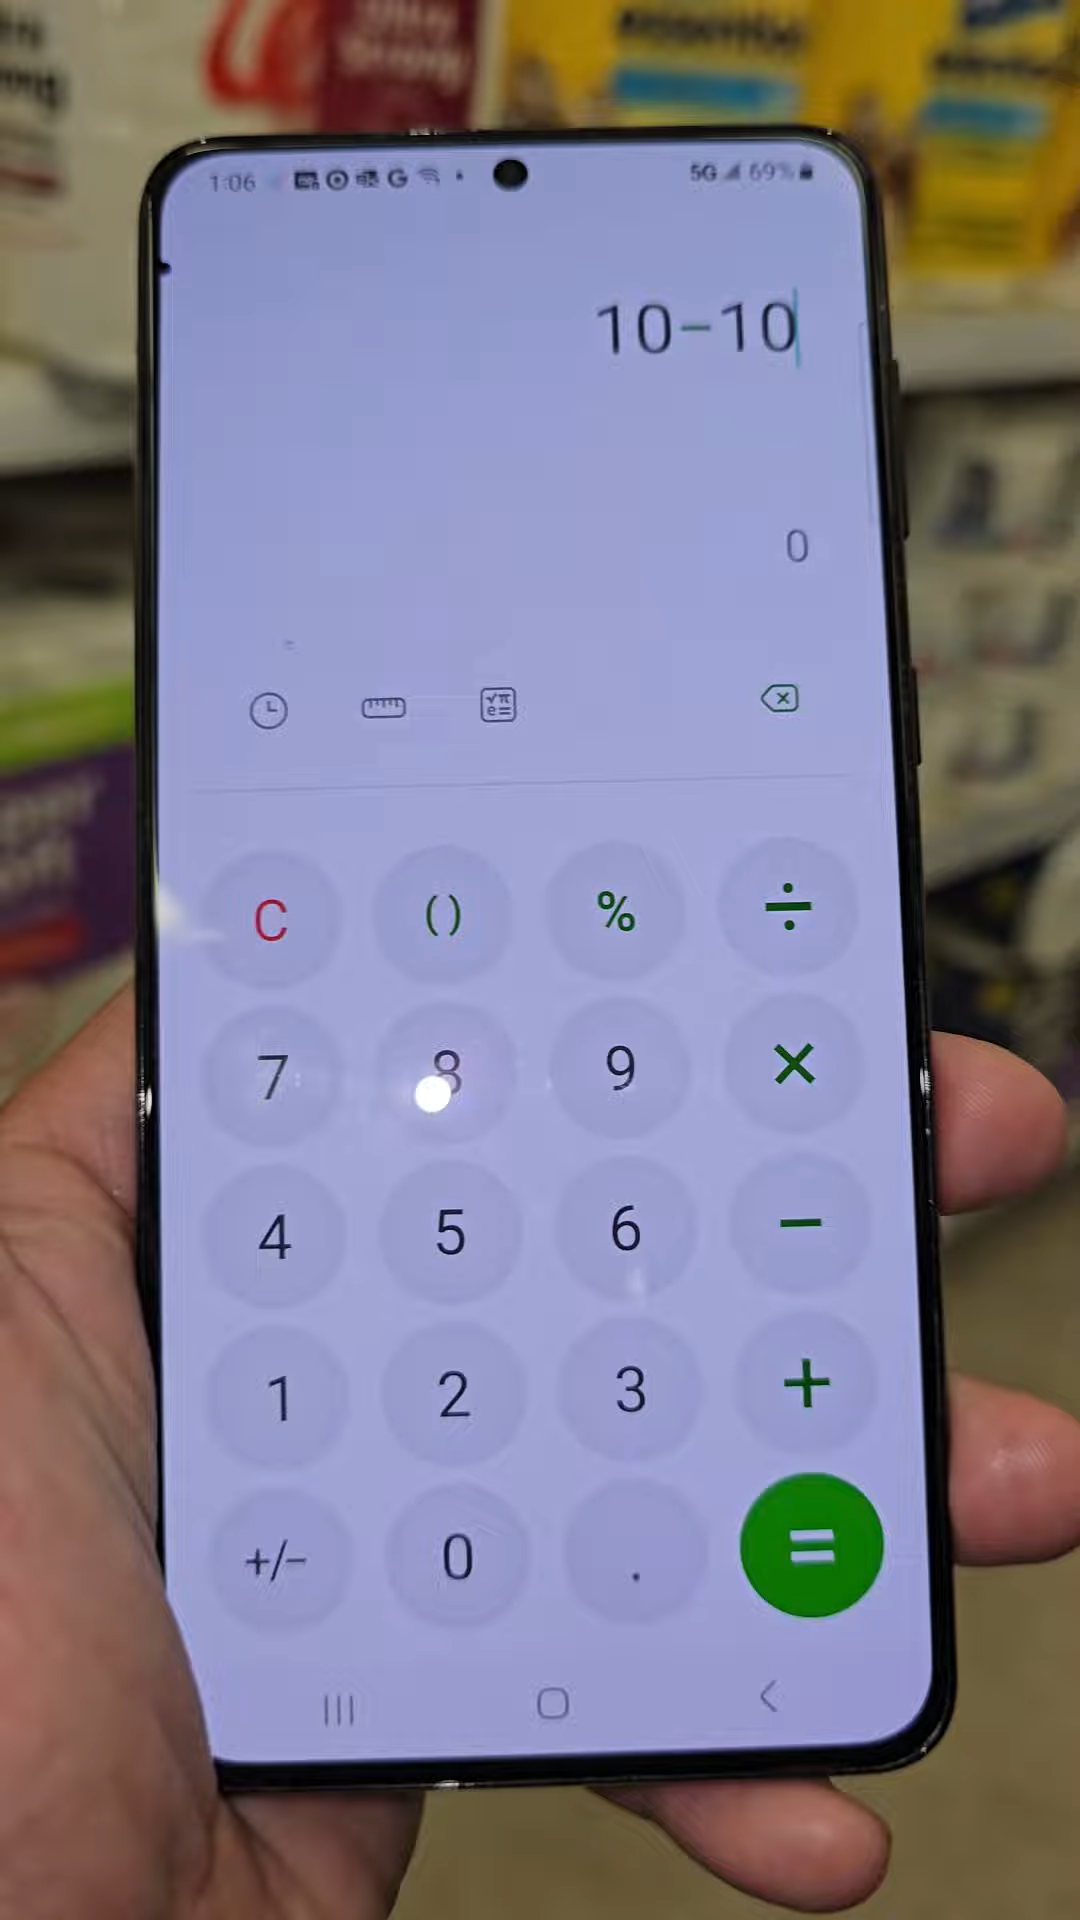 1:06 G 5G 69%
10-10
0
C () % ÷
7 8 9 ×
4 5 6 −
1 2 3 +
+/− 0 . =